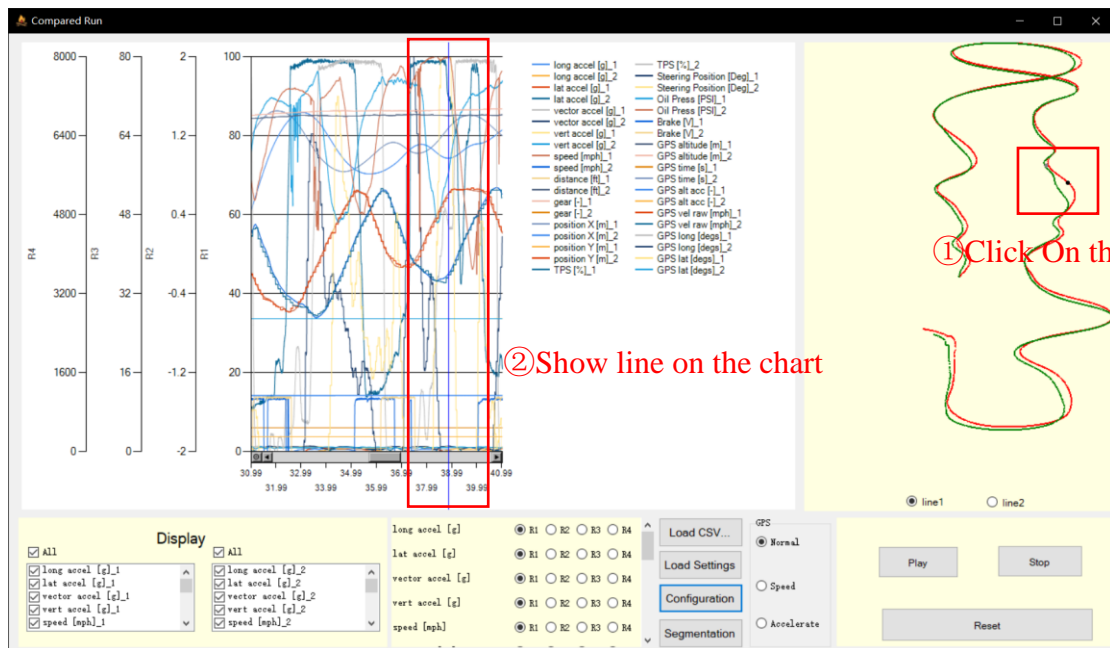 Compared Run
8000 80 2 100
6400 64 1.2 80
4800 48 0.4 60
3200 32 -0.4 40
1600 16 -1.2 20
0 0 -2 0
R4 R3 R2 R1
30.99 32.99 34.99 36.99 38.99 40.99
31.99 33.99 35.99 37.99 39.99
long accel [g]_1
long accel [g]_2
lat accel [g]_1
lat accel [g]_2
vector accel [g]_1
vector accel [g]_2
vert accel [g]_1
vert accel [g]_2
speed [mph]_1
speed [mph]_2
distance [ft]_1
distance [ft]_2
gear [-]_1
gear [-]_2
position X [m]_1
position X [m]_2
position Y [m]_1
position Y [m]_2
TPS [%]_1
TPS [%]_2
Steering Position [Deg]_1
Steering Position [Deg]_2
Oil Press [PSI]_1
Oil Press [PSI]_2
Brake [V]_1
Brake [V]_2
GPS altitude [m]_1
GPS altitude [m]_2
GPS time [s]_1
GPS time [s]_2
GPS alt acc [-]_1
GPS alt acc [-]_2
GPS vel raw [mph]_1
GPS vel raw [mph]_2
GPS long [degs]_1
GPS long [degs]_2
GPS lat [degs]_1
GPS lat [degs]_2
①Click On th
②Show line on the chart
line1 line2
Display
All
long accel [g]_1
lat accel [g]_1
vector accel [g]_1
vert accel [g]_1
speed [mph]_1
All
long accel [g]_2
lat accel [g]_2
vector accel [g]_2
vert accel [g]_2
speed [mph]_2
long accel [g] R1 R2 R3 R4
lat accel [g] R1 R2 R3 R4
vector accel [g] R1 R2 R3 R4
vert accel [g] R1 R2 R3 R4
speed [mph] R1 R2 R3 R4
Load CSV...
Load Settings
Configuration
Segmentation
GPS
Normal
Speed
Accelerate
Play Stop
Reset